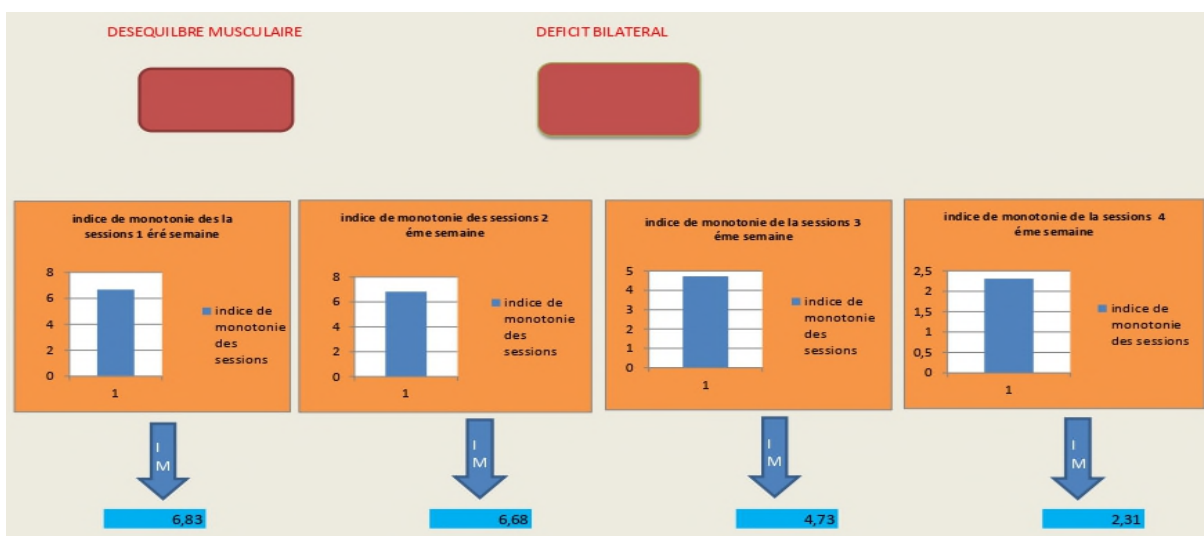 DESEQUILBRE MUSCULAIRE
DEFICIT BILATERAL
indice de monotonie des la
sessions 1 éré semaine
8
6
4
2
0
1
indice de
monotonie
des
sessions
indice de monotonie des sessions 2
éme semaine
8
6
4
2
0
1
indice de
monotonie
des
sessions
indice de monotonie de la sessions 3
éme semaine
5
4
3
2
1
0
1
indice de
monotonie
des
sessions
indice de monotonie de la sessions 4
éme semaine
2,5
2
1,5
1
0,5
0
1
indice de
monotonie
des sessions
I
M
I
M
I
M
I
M
6,83
6,68
4,73
2,31